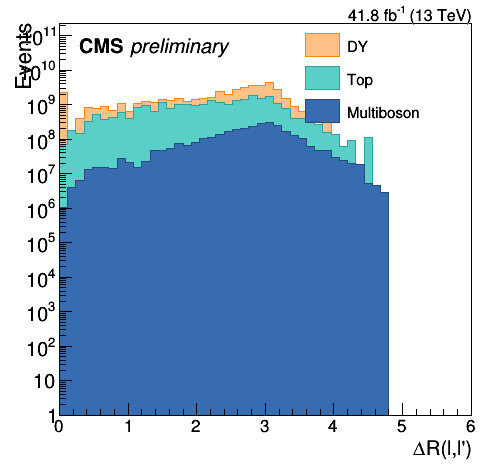 41.8 fb⁻¹ (13 TeV)
Events
CMS preliminary
DY
Top
Multiboson
10¹¹
10¹⁰
10⁹
10⁸
10⁷
10⁶
10⁵
10⁴
10³
10²
10
1
0 1 2 3 4 5 6
ΔR(l,l')